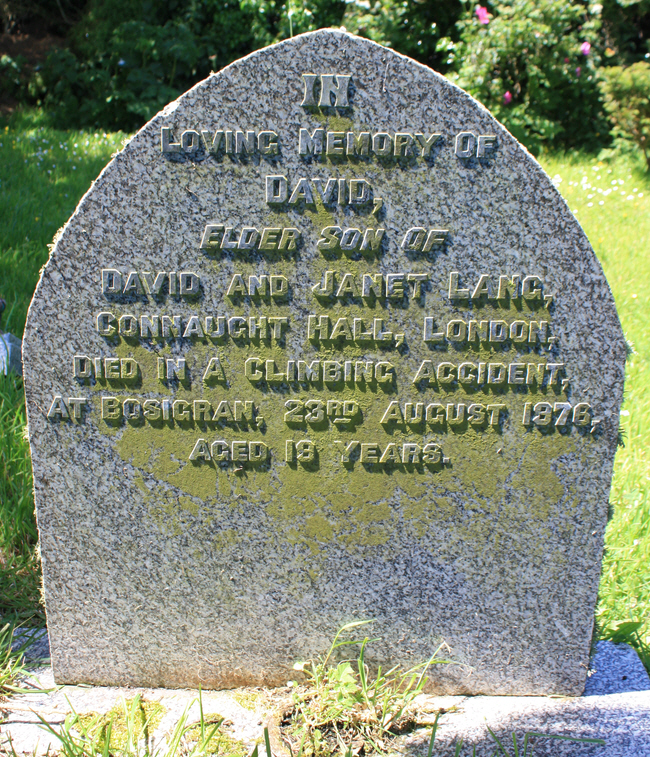 IN
LOVING MEMORY OF
DAVID,
ELDER SON OF
DAVID AND JANET LANG,
CONNAUGHT HALL, LONDON,
DIED IN A CLIMBING ACCIDENT,
AT BOSIGRAN, 23RD AUGUST 1976,
AGED 19 YEARS.